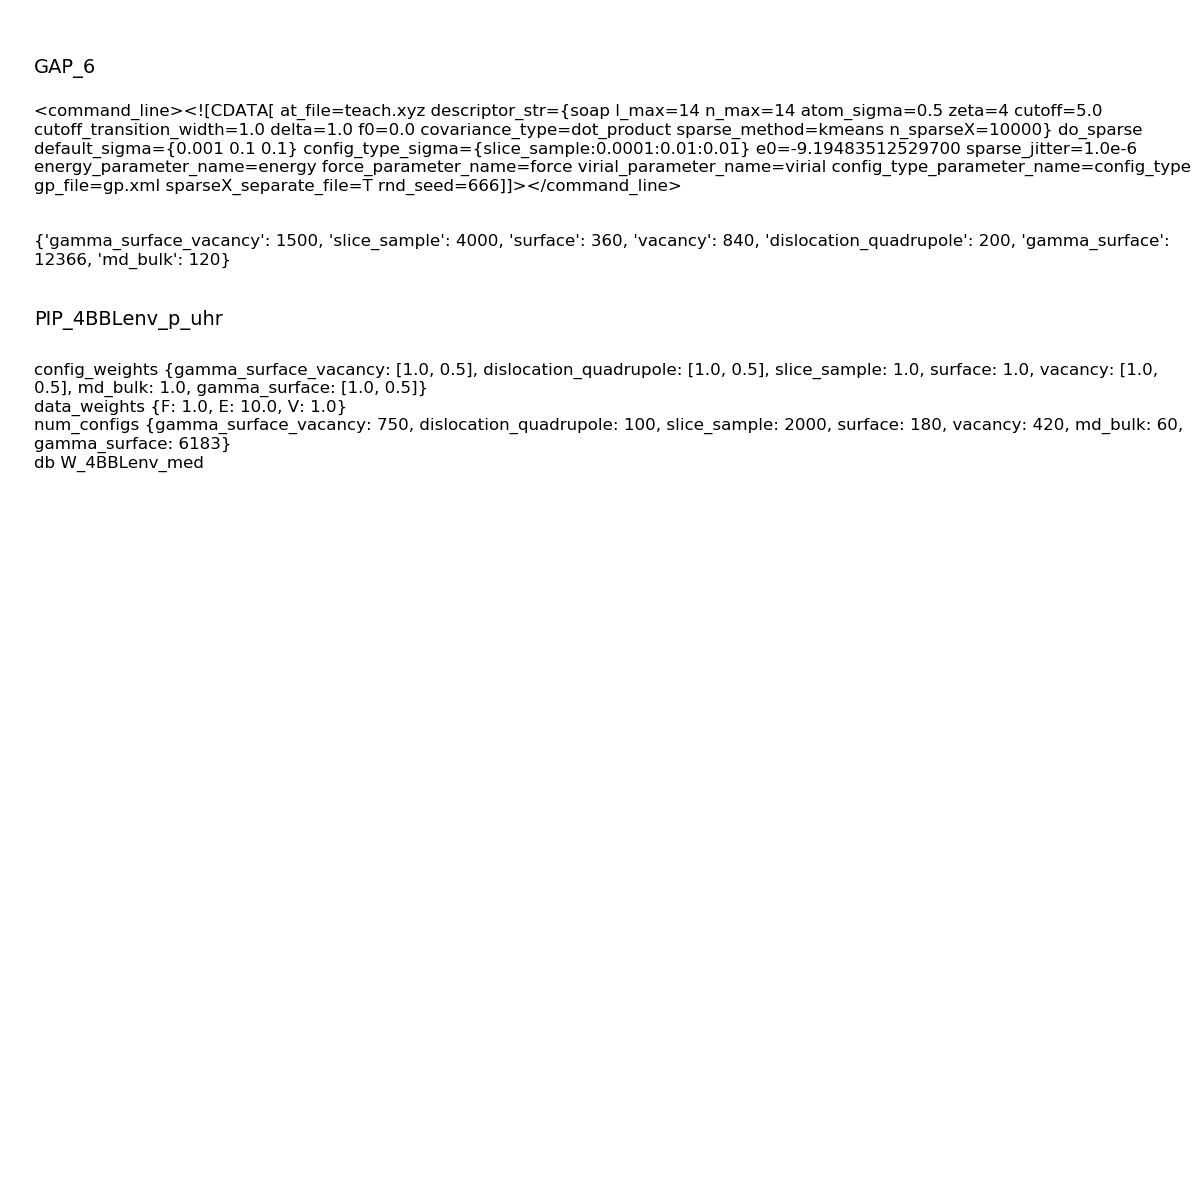 GAP_6
<command_line><![CDATA[ at_file=teach.xyz descriptor_str={soap l_max=14 n_max=14 atom_sigma=0.5 zeta=4 cutoff=5.0
cutoff_transition_width=1.0 delta=1.0 f0=0.0 covariance_type=dot_product sparse_method=kmeans n_sparseX=10000} do_sparse
default_sigma={0.001 0.1 0.1} config_type_sigma={slice_sample:0.0001:0.01:0.01} e0=-9.19483512529700 sparse_jitter=1.0e-6
energy_parameter_name=energy force_parameter_name=force virial_parameter_name=virial config_type_parameter_name=config_type
gp_file=gp.xml sparseX_separate_file=T rnd_seed=666]]></command_line>
{'gamma_surface_vacancy': 1500, 'slice_sample': 4000, 'surface': 360, 'vacancy': 840, 'dislocation_quadrupole': 200, 'gamma_surface':
12366, 'md_bulk': 120}
PIP_4BBLenv_p_uhr
config_weights {gamma_surface_vacancy: [1.0, 0.5], dislocation_quadrupole: [1.0, 0.5], slice_sample: 1.0, surface: 1.0, vacancy: [1.0,
0.5], md_bulk: 1.0, gamma_surface: [1.0, 0.5]}
data_weights {F: 1.0, E: 10.0, V: 1.0}
num_configs {gamma_surface_vacancy: 750, dislocation_quadrupole: 100, slice_sample: 2000, surface: 180, vacancy: 420, md_bulk: 60,
gamma_surface: 6183}
db W_4BBLenv_med